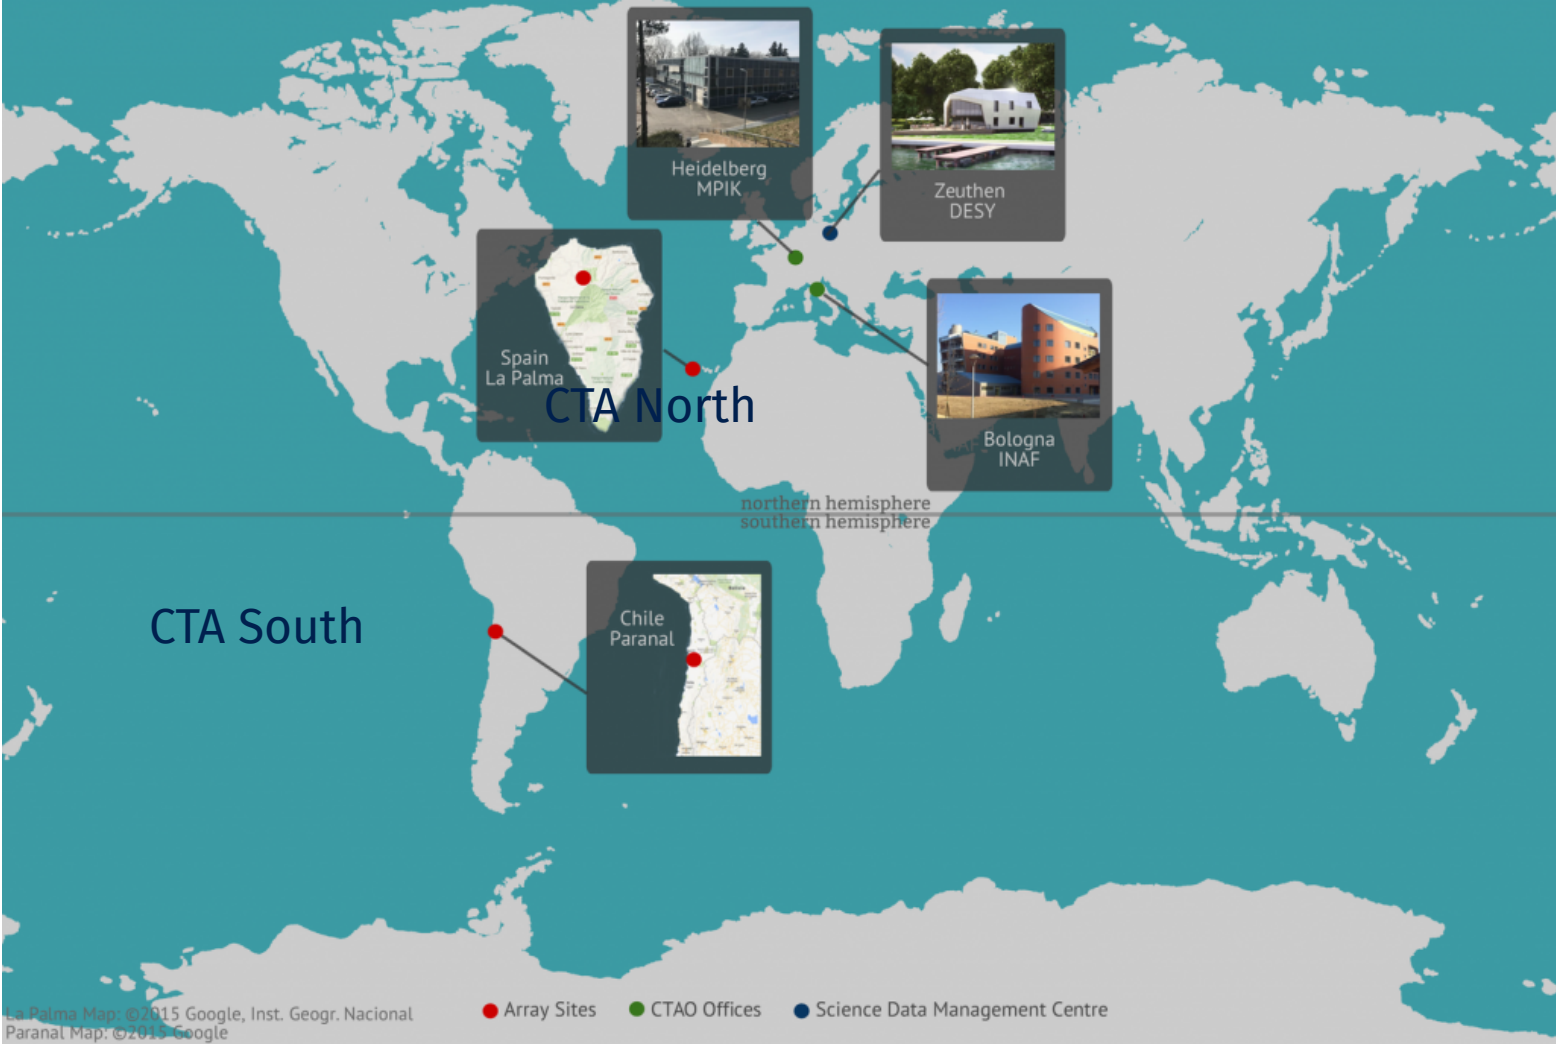 Heidelberg
MPIK
Zeuthen
DESY
Spain
La Palma
CTA North
Bologna
INAF
northern hemisphere
southern hemisphere
CTA South
Chile
Paranal
Array Sites
CTAO Offices
Science Data Management Centre
La Palma Map: ©2015 Google, Inst. Geogr. Nacional
Paranal Map: ©2015 Google